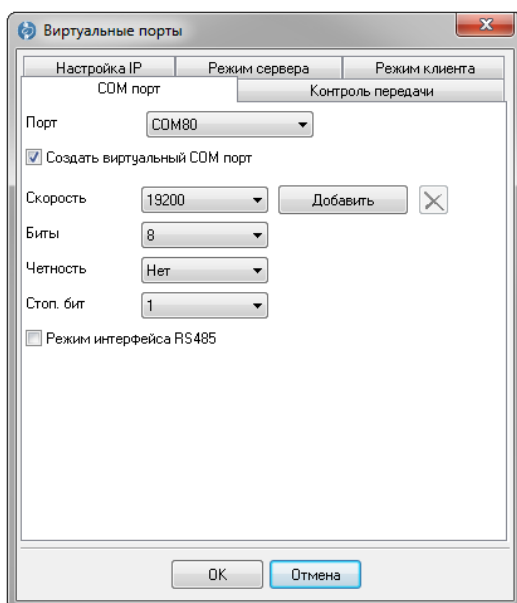 Виртуальные порты
Настройка IP Режим сервера Режим клиента
COM порт Контроль передачи
Порт COM80
Создать виртуальный COM порт
Скорость 19200 Добавить
Биты 8
Четность Нет
Стоп. бит 1
Режим интерфейса RS485
OK Отмена